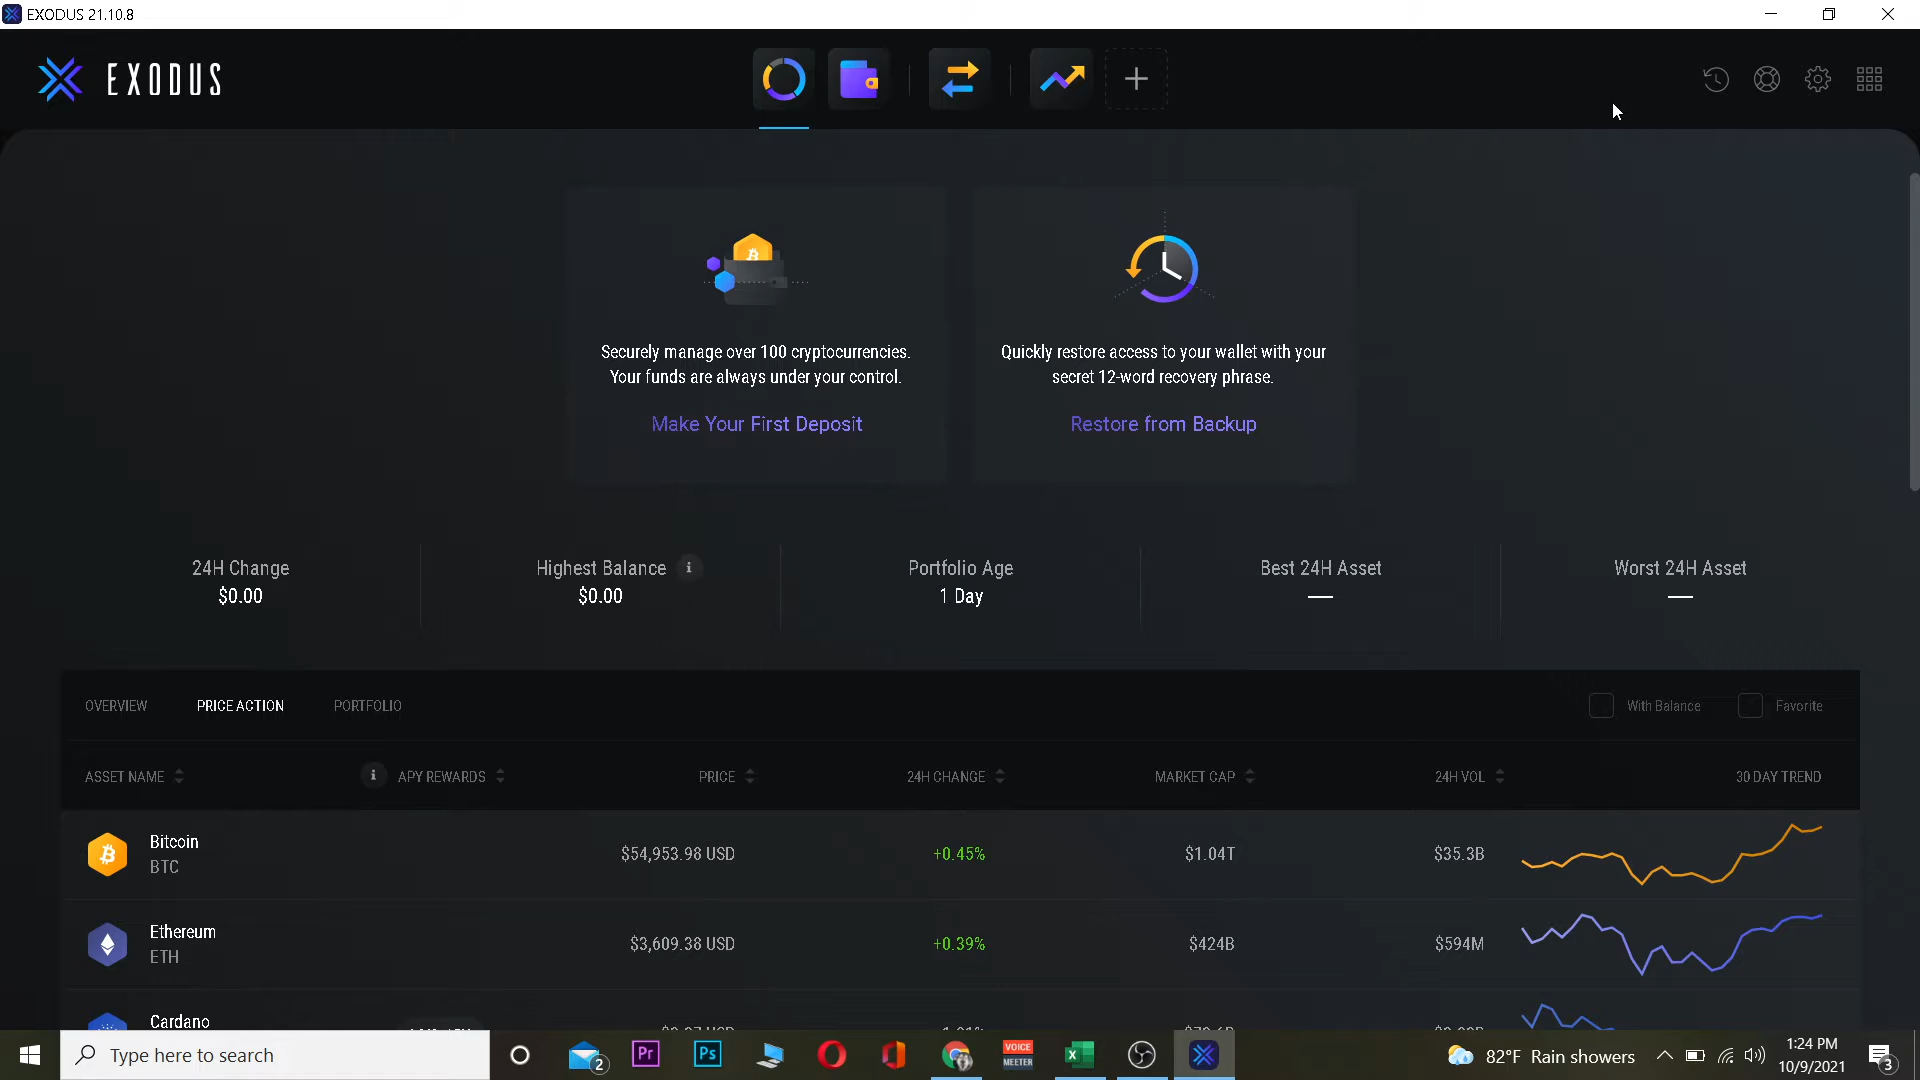 EXODUS 21.10.8
EXODUS
Securely manage over 100 cryptocurrencies.
Your funds are always under your control.
Make Your First Deposit
Quickly restore access to your wallet with your
secret 12-word recovery phrase.
Restore from Backup
24H Change
$0.00
Highest Balance i
$0.00
Portfolio Age
1 Day
Best 24H Asset
—
Worst 24H Asset
—
OVERVIEW PRICE ACTION PORTFOLIO With Balance Favorite
ASSET NAME i APY REWARDS PRICE 24H CHANGE MARKET CAP 24H VOL 30 DAY TREND
Bitcoin
BTC
$54,953.98 USD +0.45% $1.04T $35.3B
Ethereum
ETH
$3,609.38 USD +0.39% $424B $594M
Cardano
Type here to search
2
Pr
Ps
VOICE
MEETER
82°F Rain showers
1:24 PM
10/9/2021
3